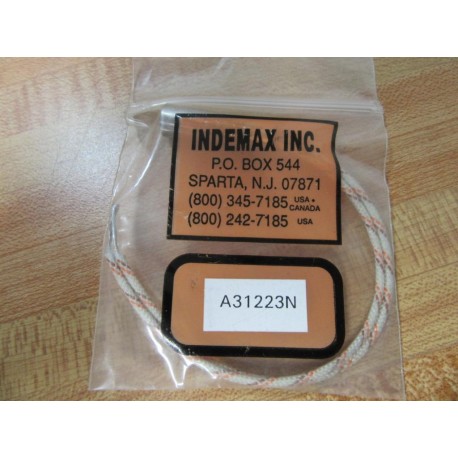 INDEMAX INC.
P.O. BOX 544
SPARTA, N.J. 07871
(800) 345-7185 USA • CANADA
(800) 242-7185 USA
A31223N